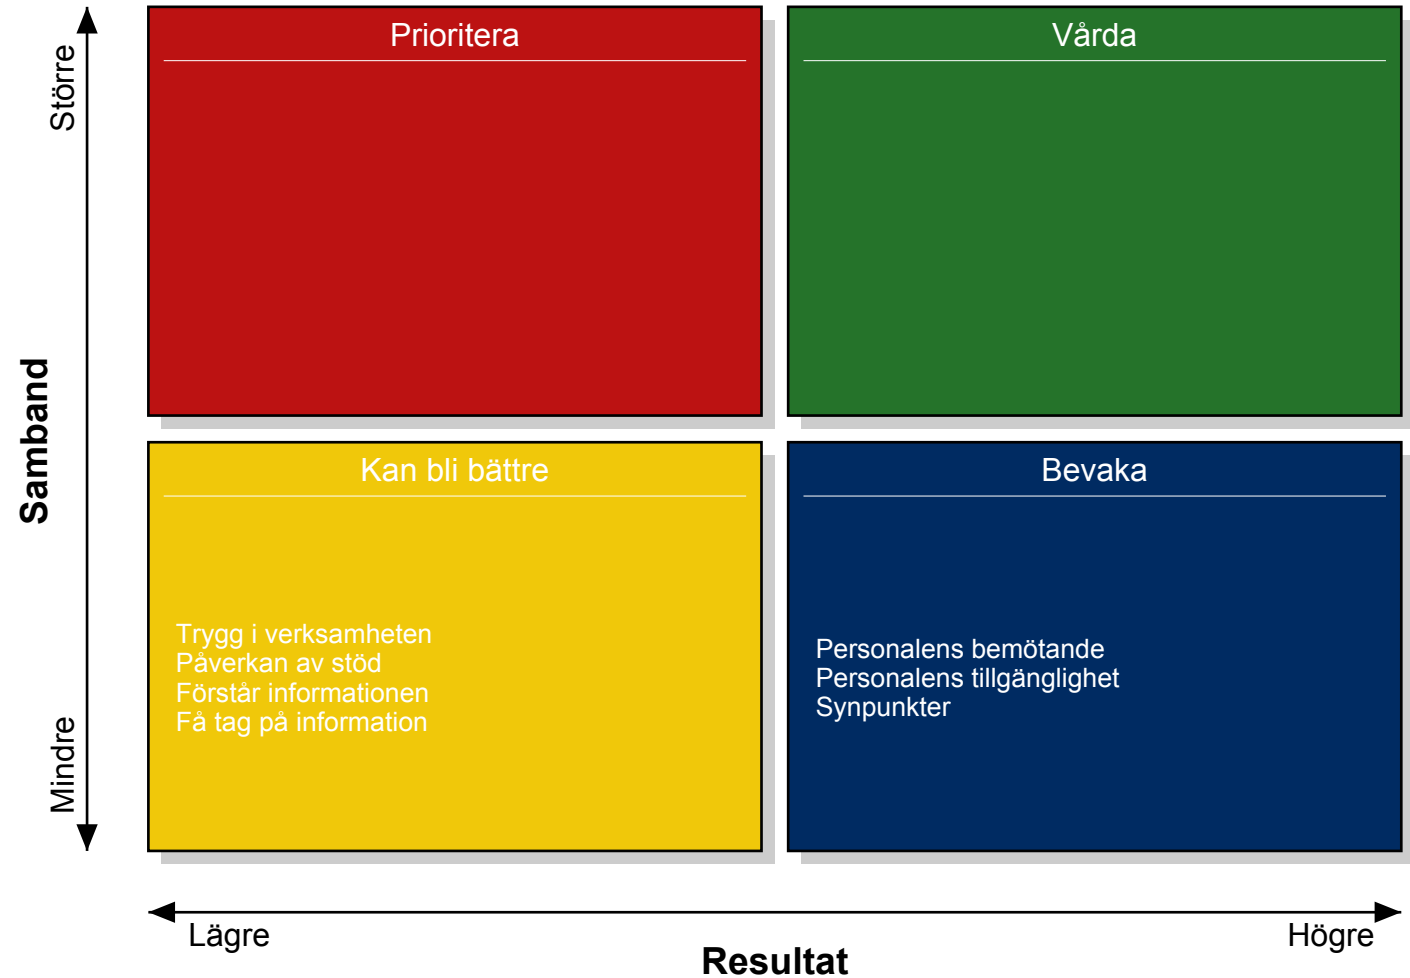 Större
Samband
Mindre
Prioritera
Vårda
Kan bli bättre
Trygg i verksamheten
Påverkan av stöd
Förstår informationen
Få tag på information
Bevaka
Personalens bemötande
Personalens tillgänglighet
Synpunkter
Lägre
Högre
Resultat